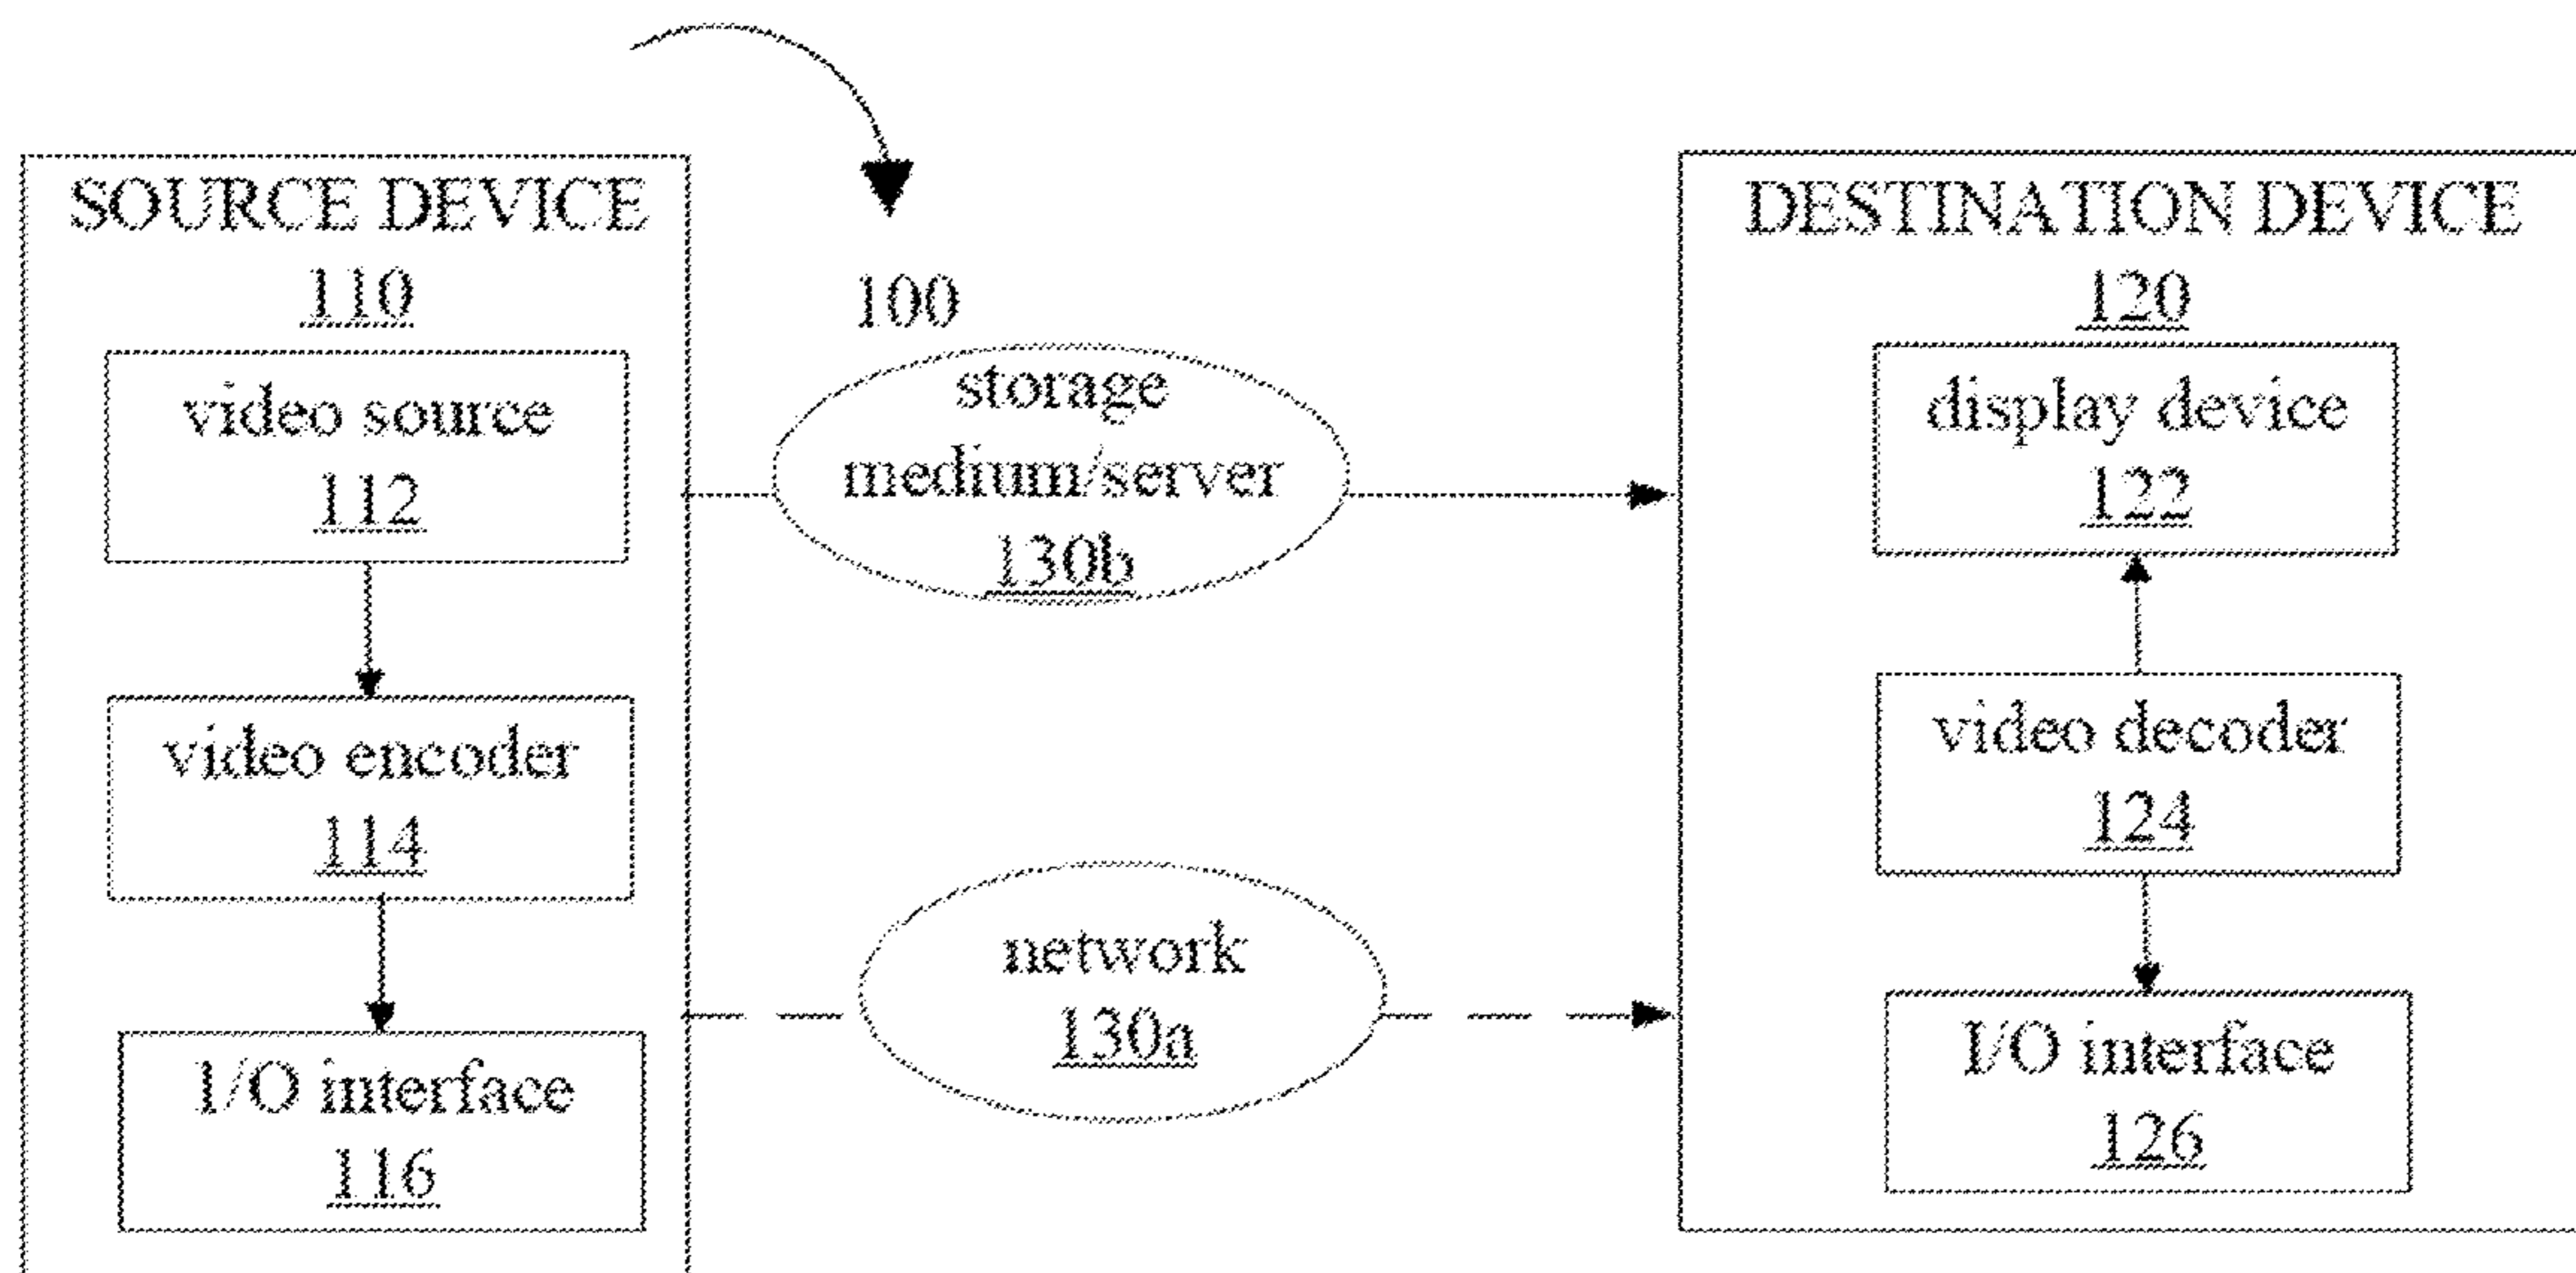 SOURCE DEVICE
110
video source
112
video encoder
114
I/O interface
116
100
storage
medium/server
130b
network
130a
DESTINATION DEVICE
120
display device
122
video decoder
124
I/O interface
126